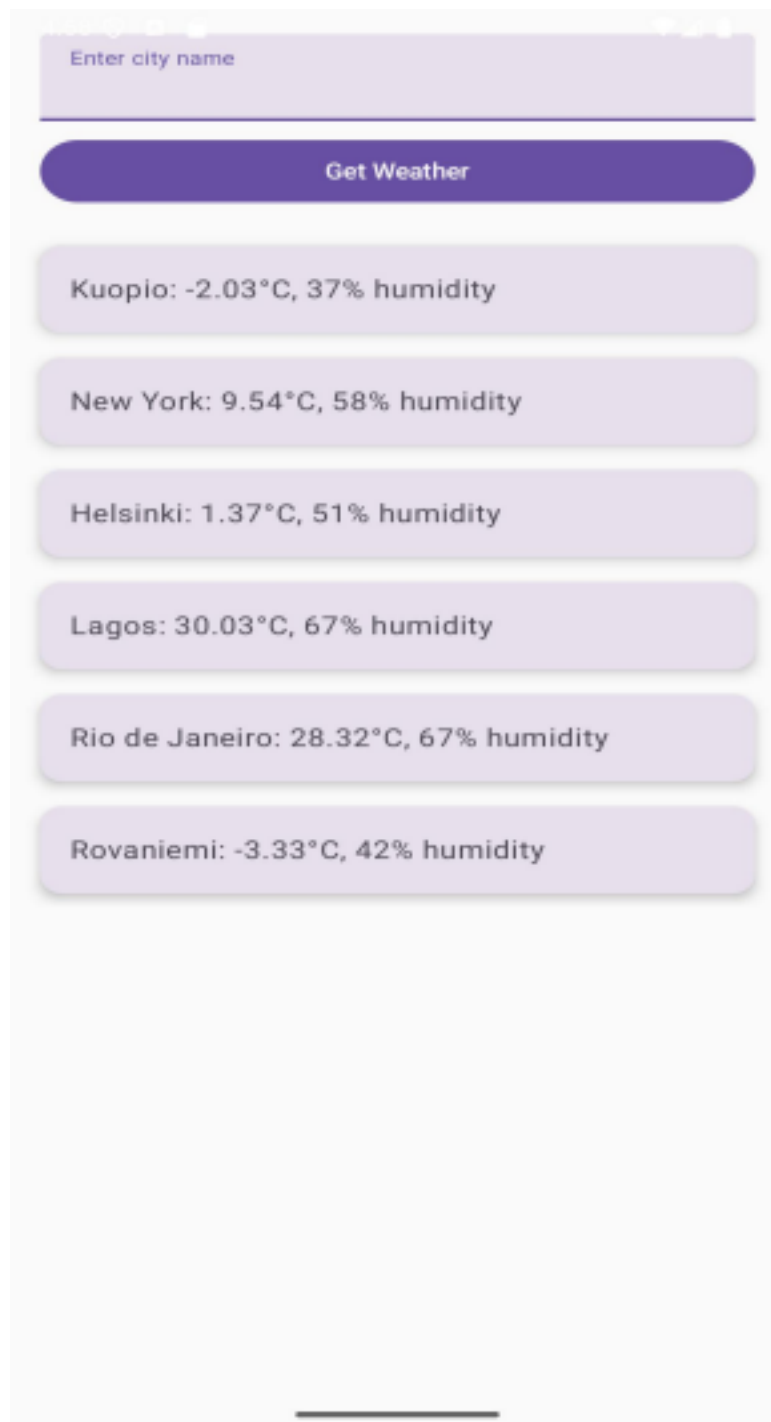 Enter city name
Get Weather
Kuopio: -2.03°C, 37% humidity
New York: 9.54°C, 58% humidity
Helsinki: 1.37°C, 51% humidity
Lagos: 30.03°C, 67% humidity
Rio de Janeiro: 28.32°C, 67% humidity
Rovaniemi: -3.33°C, 42% humidity